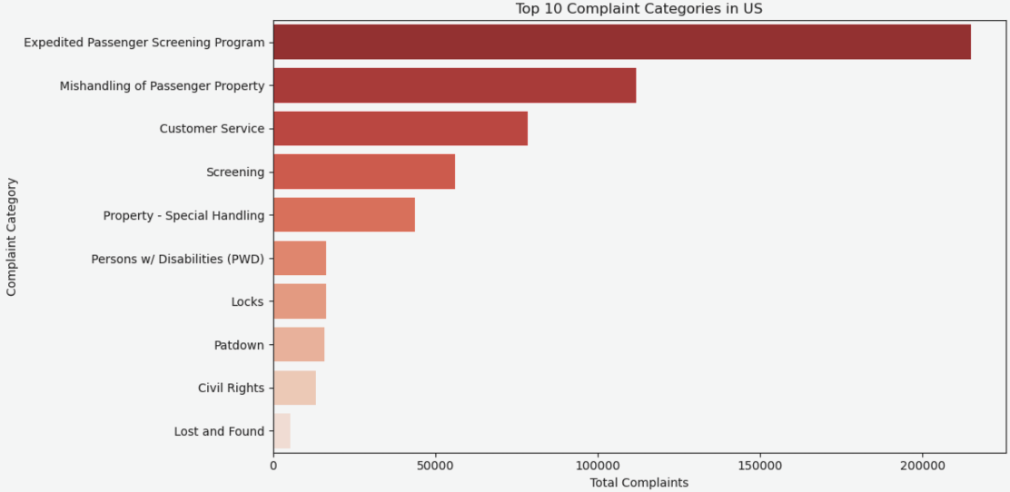 Top 10 Complaint Categories in US
Complaint Category
Expedited Passenger Screening Program
Mishandling of Passenger Property
Customer Service
Screening
Property - Special Handling
Persons w/ Disabilities (PWD)
Locks
Patdown
Civil Rights
Lost and Found
0 50000 100000 150000 200000
Total Complaints